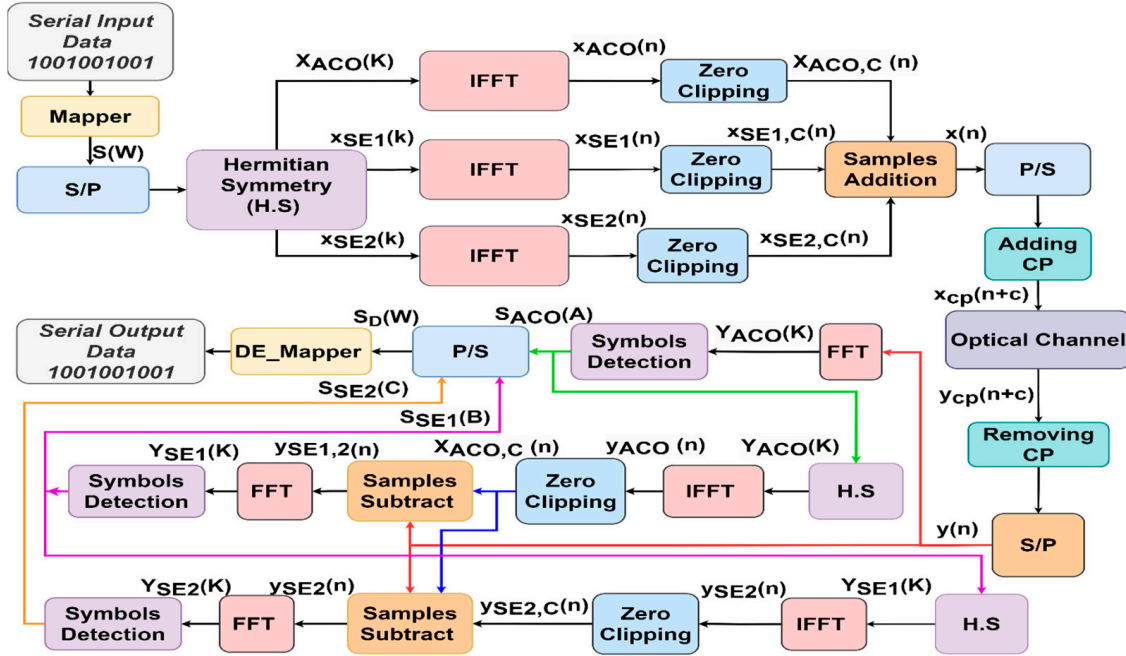 Serial Input
Data
1001001001
Mapper
S(W)
S/P
Hermitian
Symmetry
(H.S)
XACO(K)
IFFT
xACO(n)
Zero
Clipping
XACO,C (n)
xSE1(k)
IFFT
xSE1(n)
Zero
Clipping
xSE1,C(n)
xSE2(k)
IFFT
xSE2(n)
Zero
Clipping
xSE2,C(n)
Samples
Addition
x(n)
P/S
Adding
CP
xcp(n+c)
Optical Channel
ycp(n+c)
Removing
CP
S/P
y(n)
FFT
YACO(K)
Symbols
Detection
SACO(A)
P/S
SD(W)
DE_Mapper
Serial Output
Data
1001001001
SSE2(C)
SSE1(B)
YACO(K)
H.S
IFFT
yACO (n)
Zero
Clipping
XACO,C (n)
Samples
Subtract
ySE1,2(n)
FFT
YSE1(K)
Symbols
Detection
YSE1(K)
H.S
IFFT
ySE2(n)
Zero
Clipping
ySE2,C(n)
Samples
Subtract
ySE2(n)
FFT
YSE2(K)
Symbols
Detection